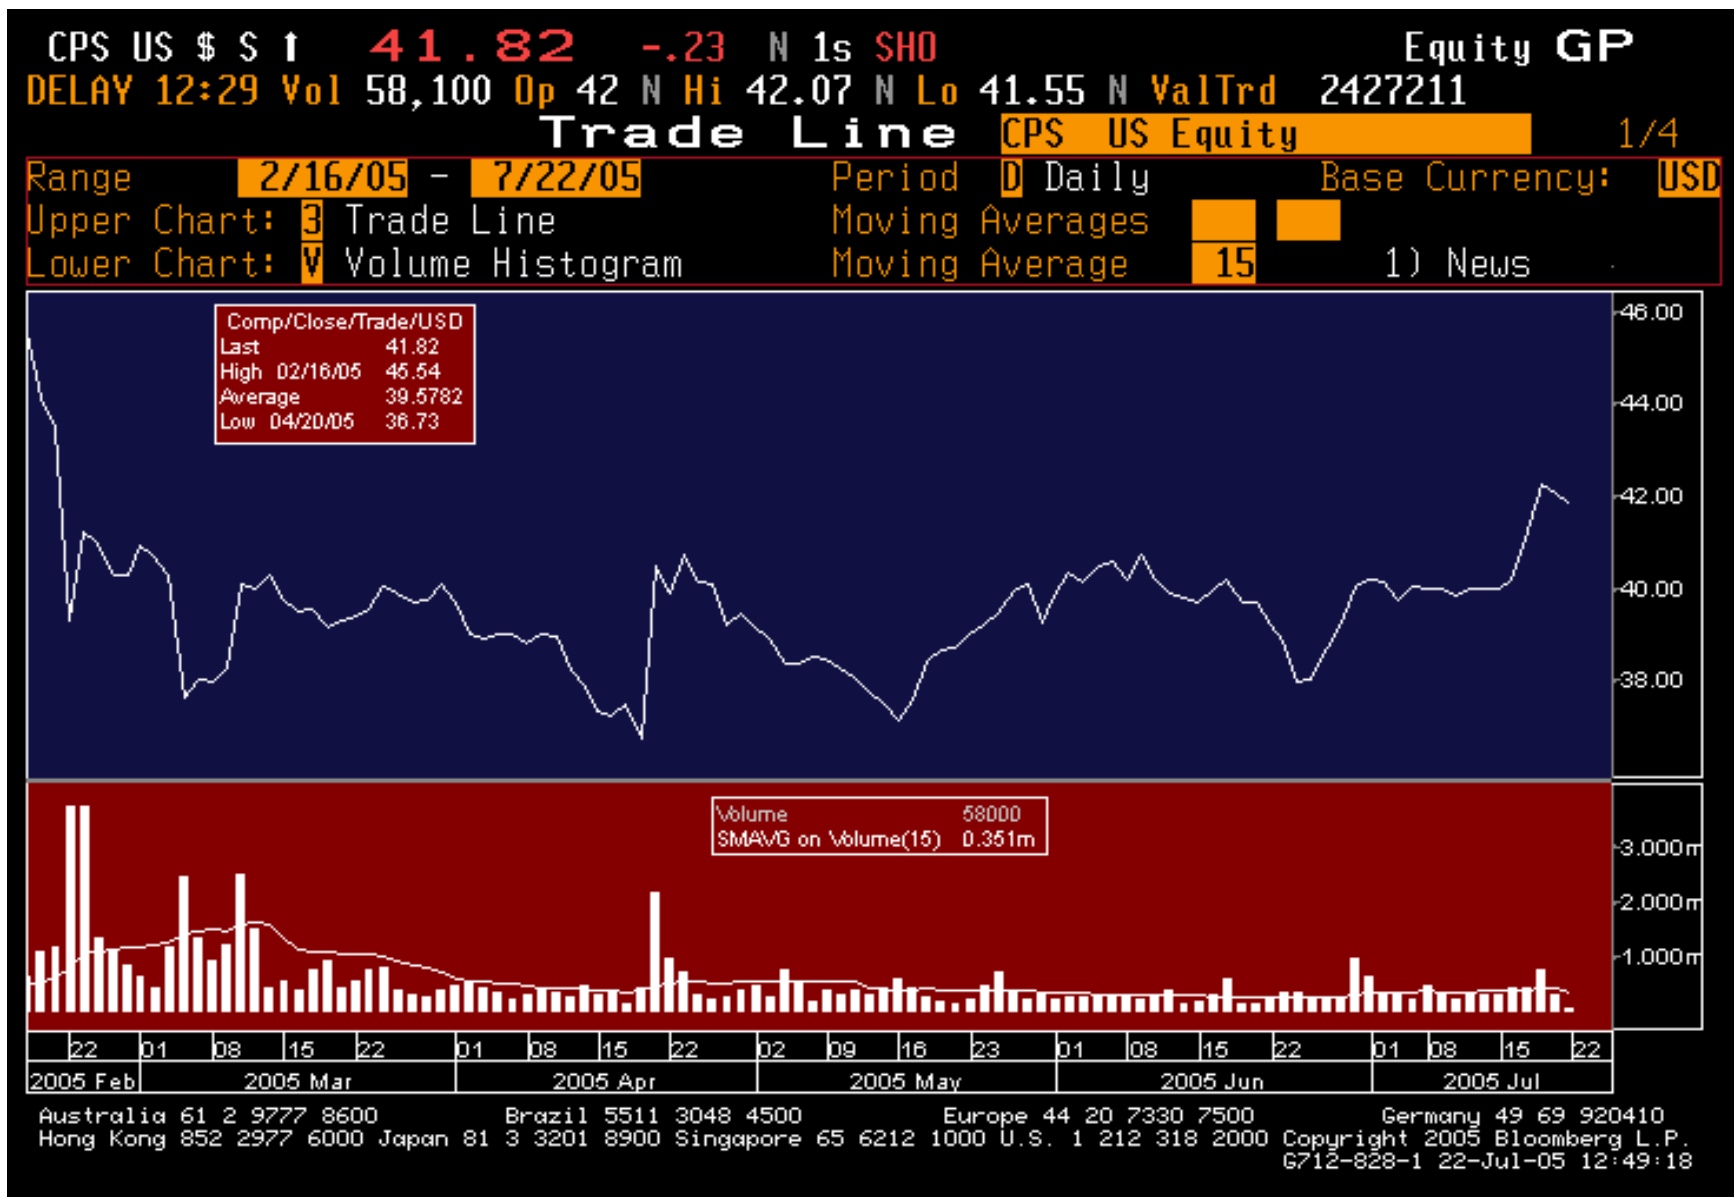 CPS US $ S ↑ 41.82 -.23 N 1s SHO Equity GP
DELAY 12:29 Vol 58,100 Op 42 N Hi 42.07 N Lo 41.55 N ValTrd 2427211
Trade Line CPS US Equity 1/4
Range 2/16/05 - 7/22/05 Period D Daily Base Currency: USD
Upper Chart: 3 Trade Line Moving Averages
Lower Chart: V Volume Histogram Moving Average 15 1) News
Comp/Close/Trade/USD
Last 41.82
High 02/16/05 45.54
Average 39.5782
Low 04/20/05 36.73
46.00
44.00
42.00
40.00
38.00
Volume 58000
SMAVG on Volume(15) 0.351m
3.000m
2.000m
1.000m
22 01 08 15 22 01 08 15 22 02 09 16 23 01 08 15 22 01 08 15 22
2005 Feb 2005 Mar 2005 Apr 2005 May 2005 Jun 2005 Jul
Australia 61 2 9777 8600 Brazil 5511 3048 4500 Europe 44 20 7330 7500 Germany 49 69 920410
Hong Kong 852 2977 6000 Japan 81 3 3201 8900 Singapore 65 6212 1000 U.S. 1 212 318 2000 Copyright 2005 Bloomberg L.P.
G712-828-1 22-Jul-05 12:49:18